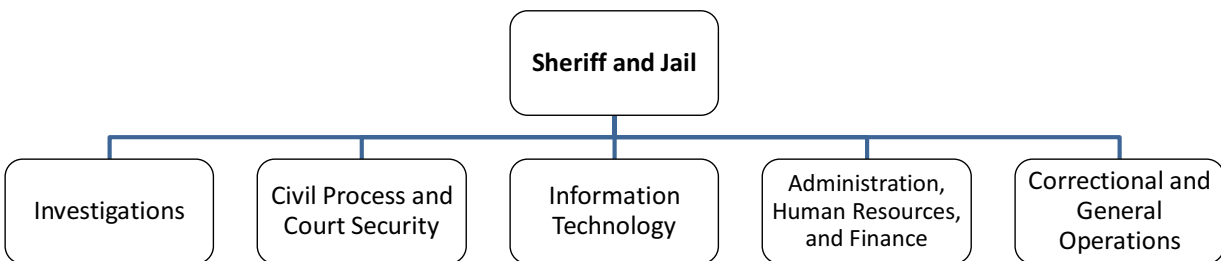 Sheriff and Jail
Investigations
Civil Process and
Court Security
Information
Technology
Administration,
Human Resources,
and Finance
Correctional and
General
Operations